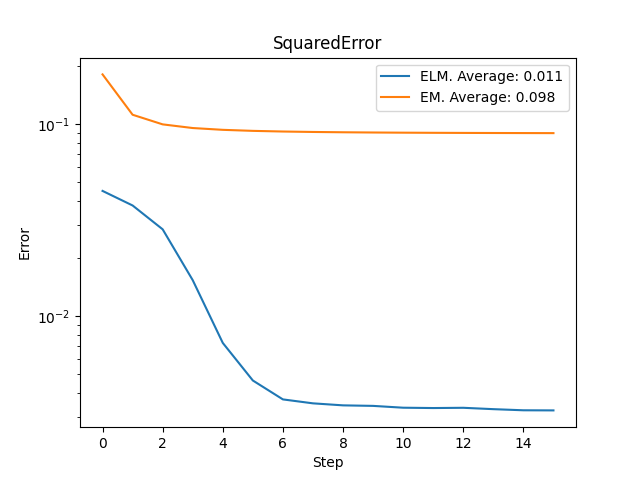 SquaredError
ELM. Average: 0.011
EM. Average: 0.098
10⁻¹
10⁻²
Error
0 2 4 6 8 10 12 14
Step